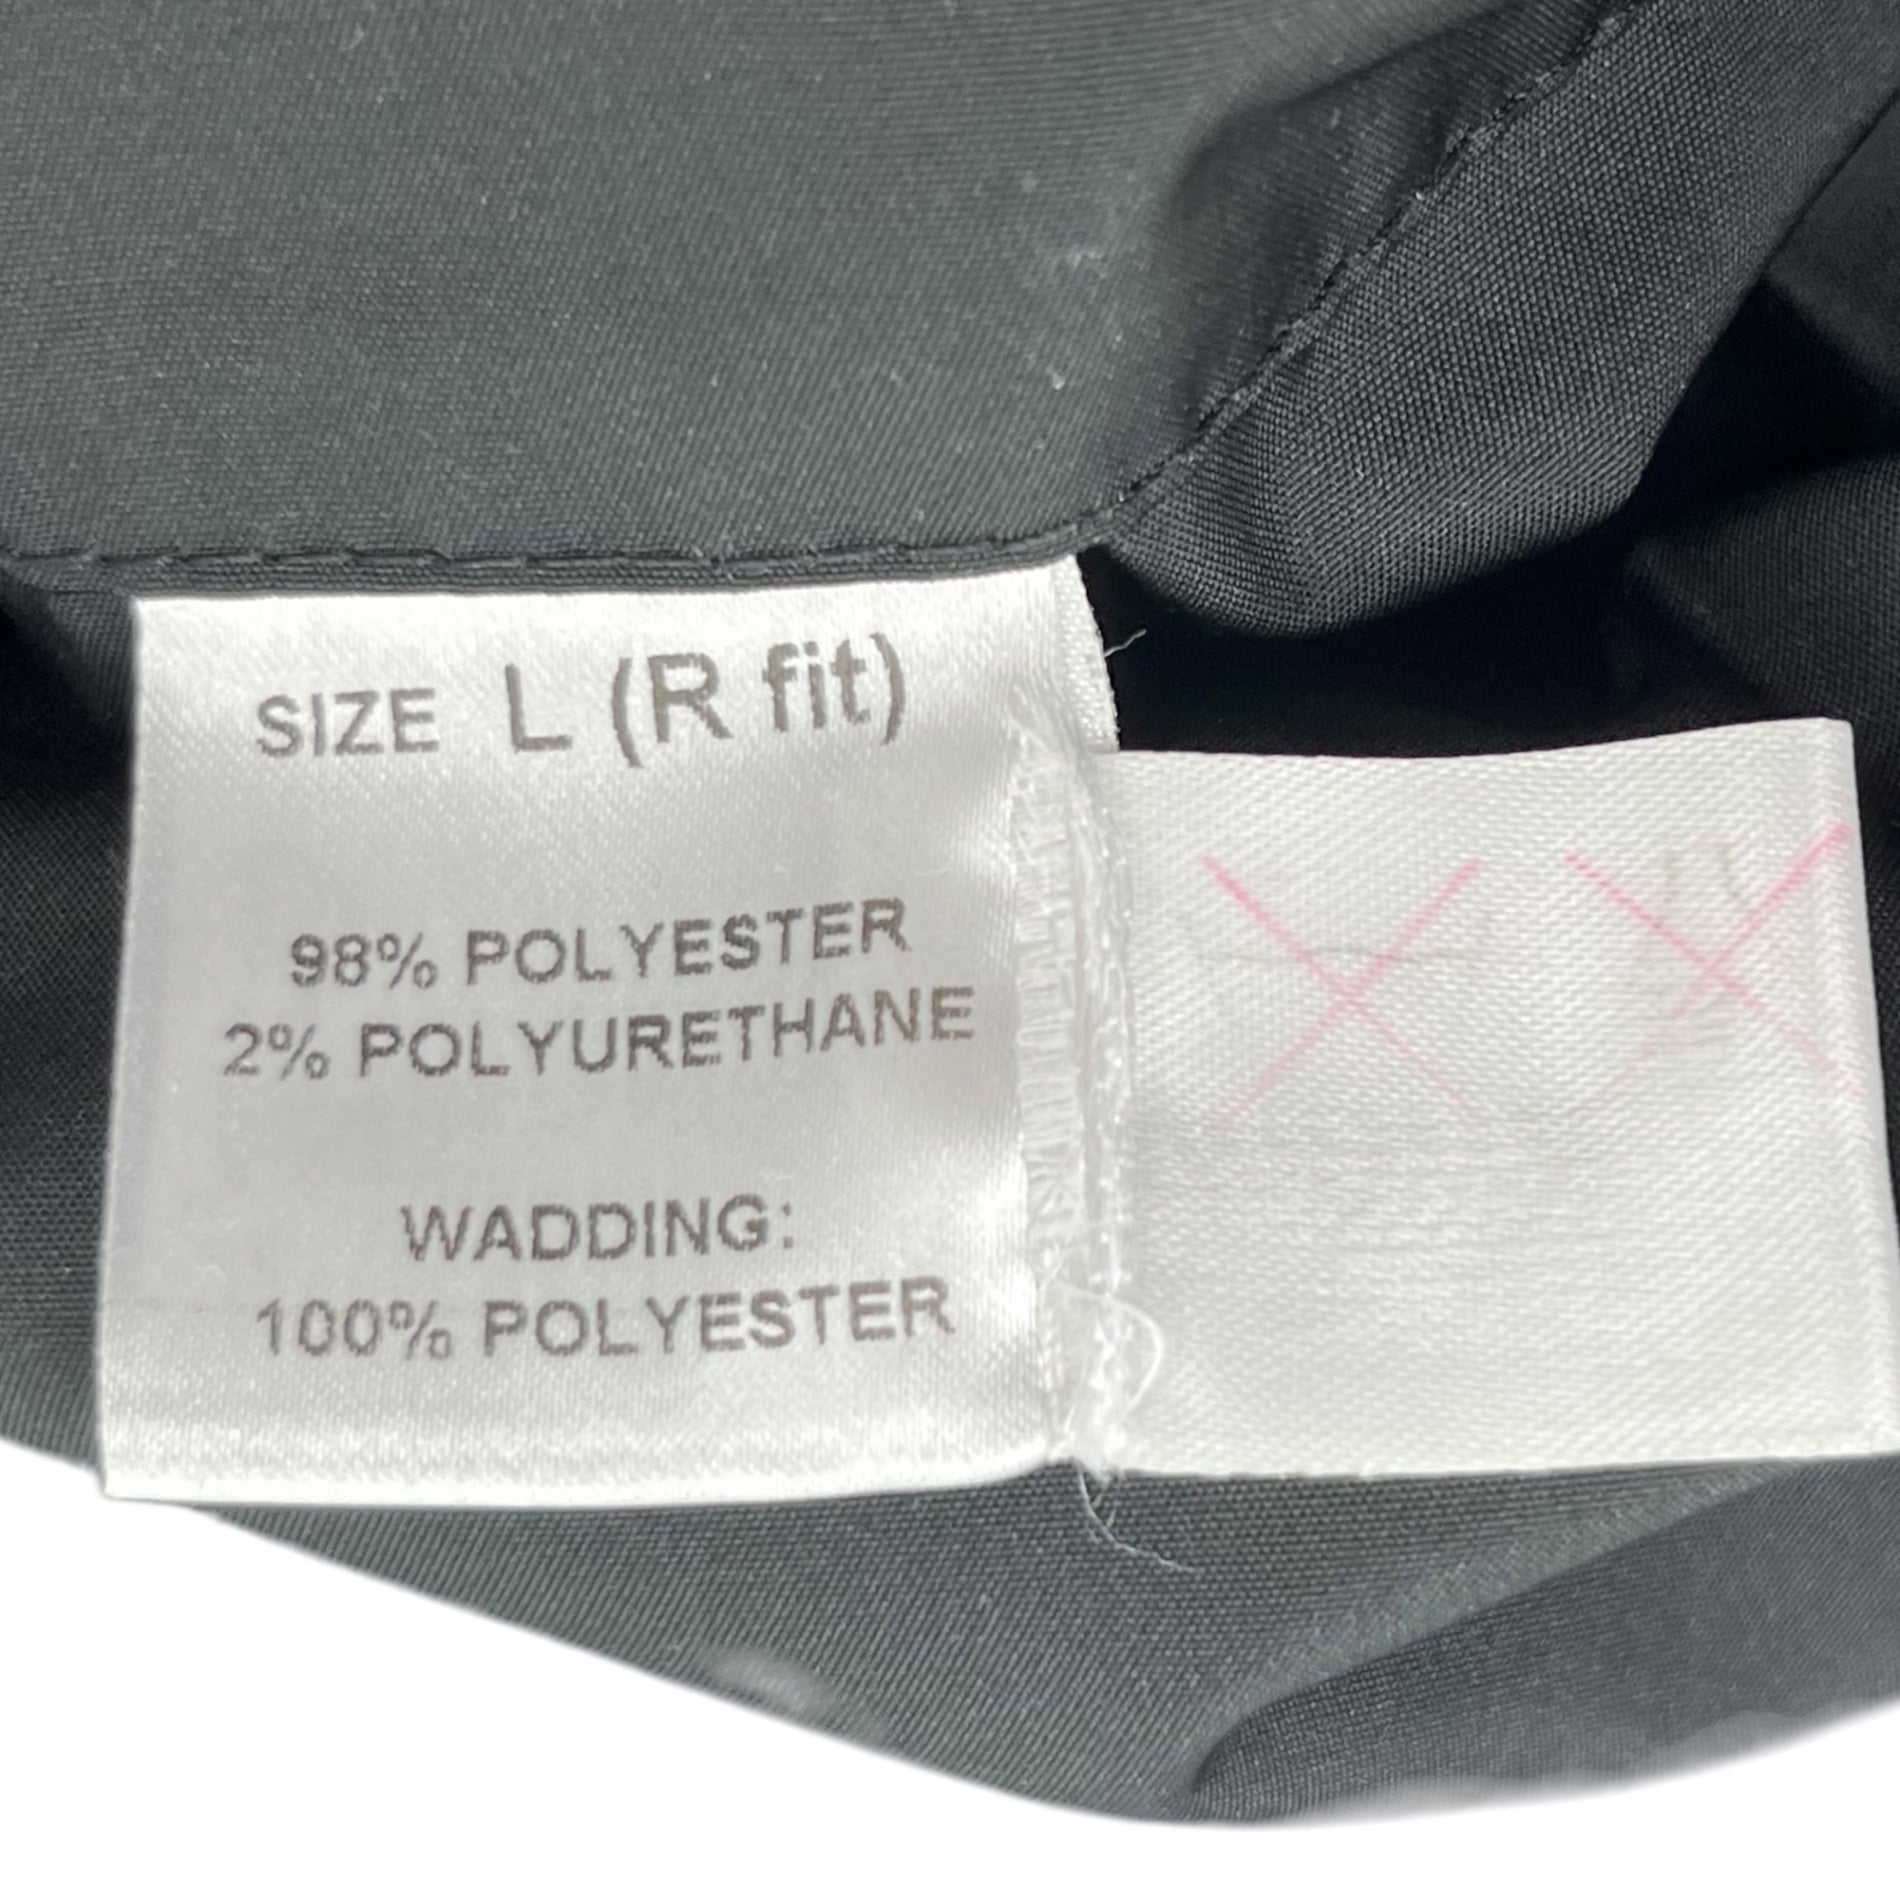 SIZE L (R fit)
98% POLYESTER
2% POLYURETHANE
WADDING:
100% POLYESTER